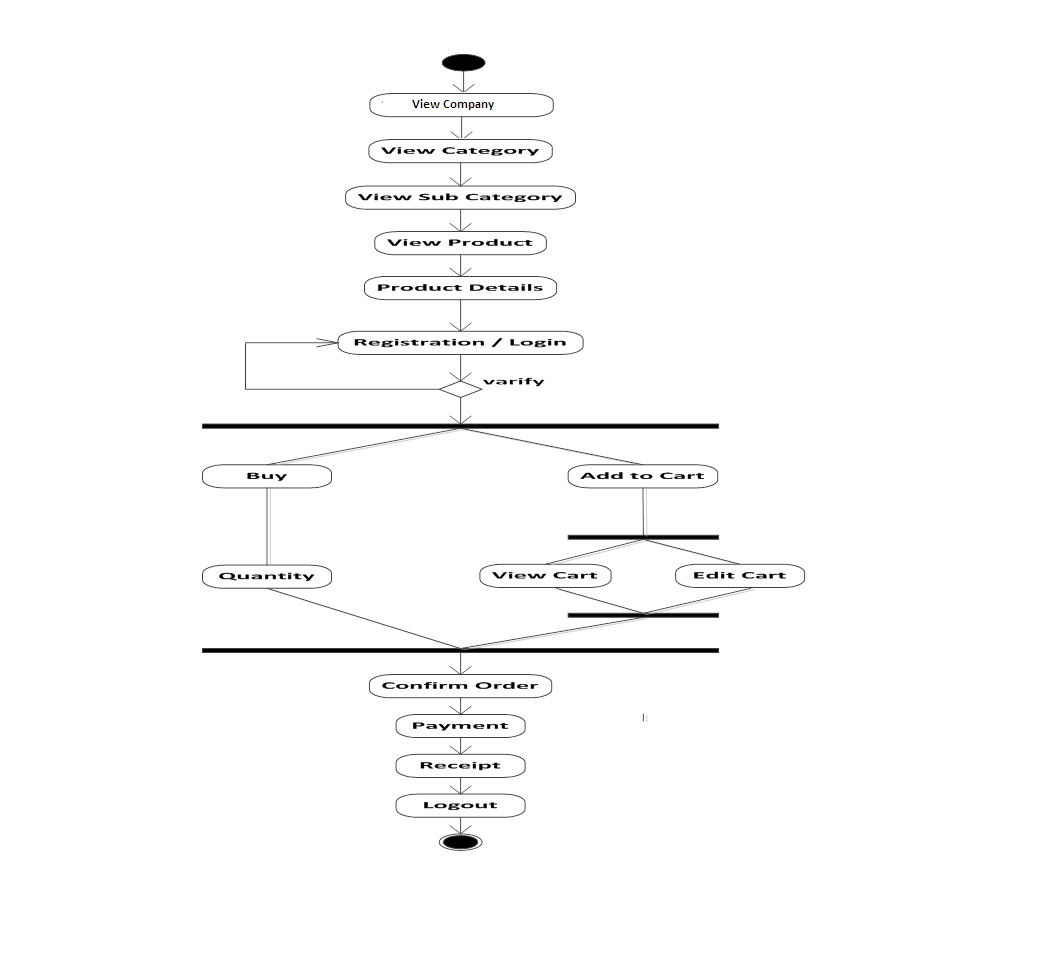 View Company
View Category
View Sub Category
View Product
Product Details
Registration / Login
varify
Buy
Add to Cart
Quantity
View Cart
Edit Cart
Confirm Order
Payment
Receipt
Logout